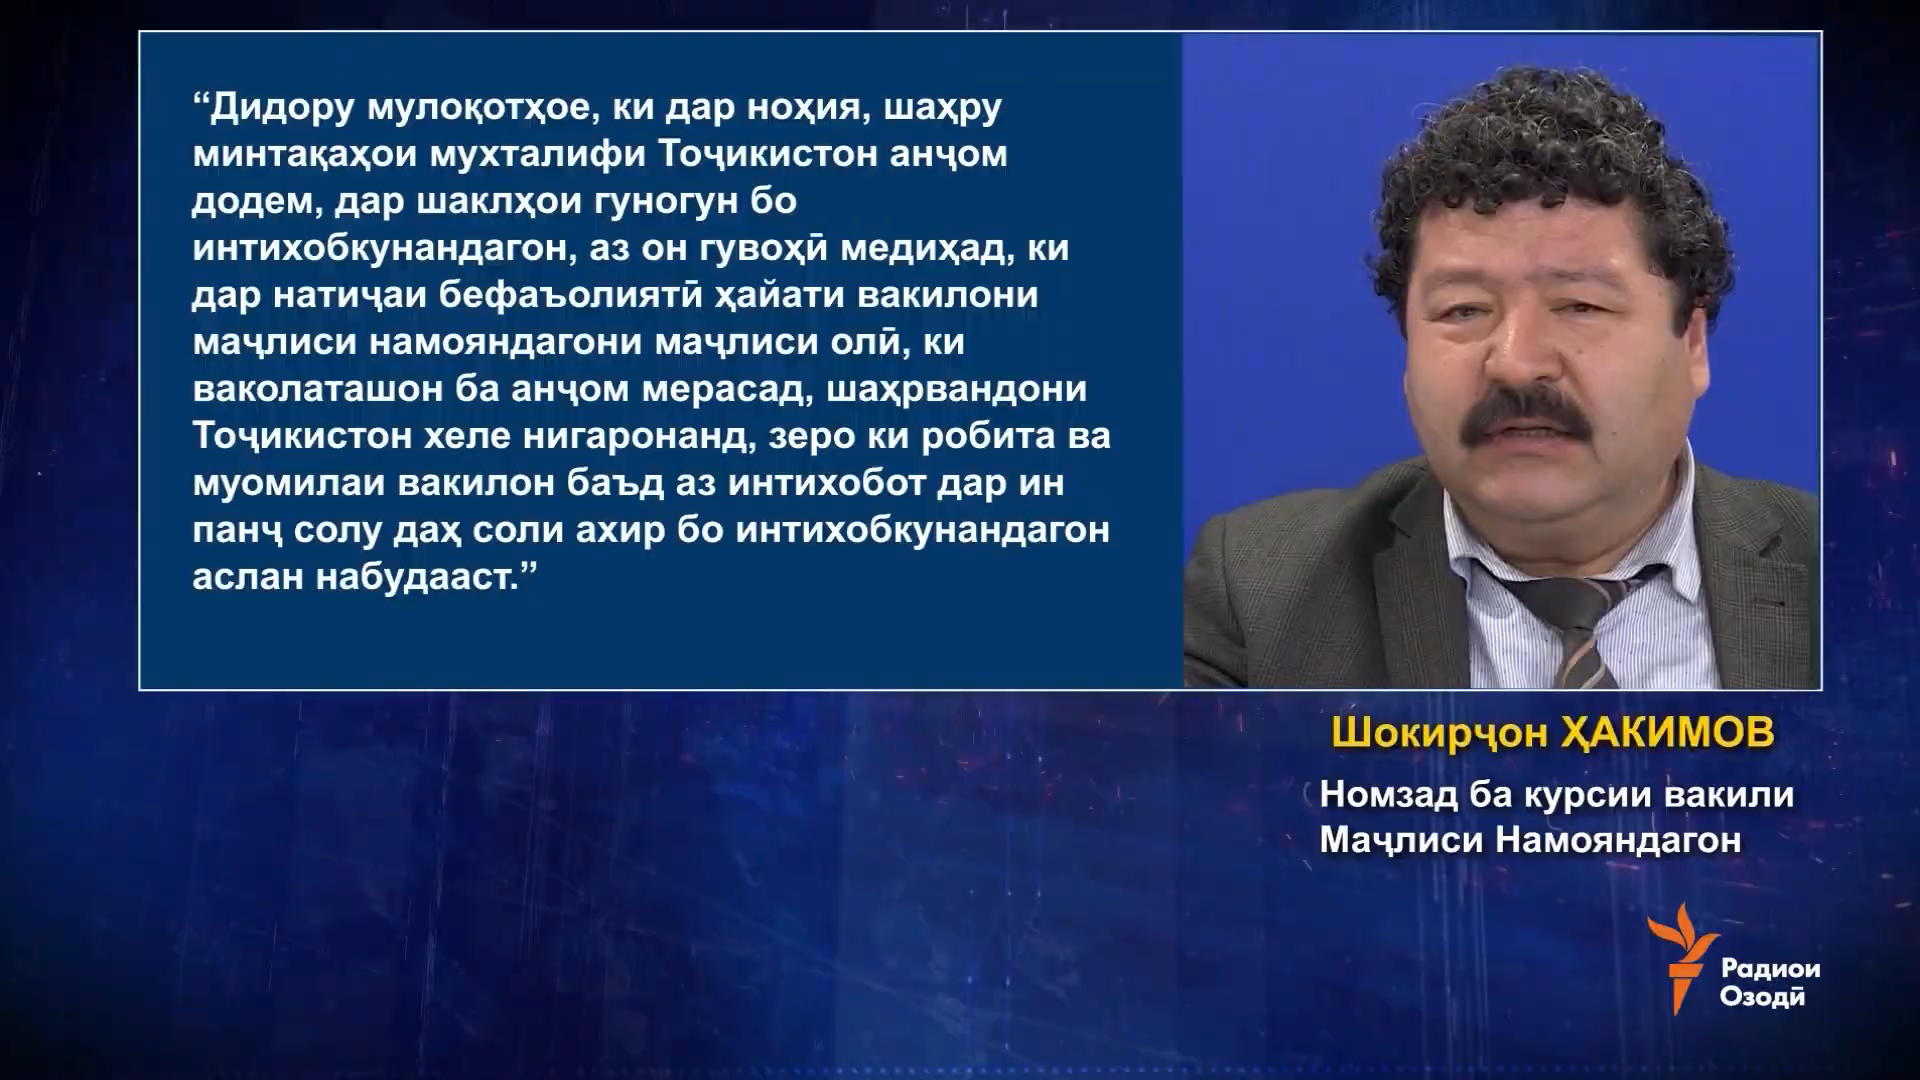 “Дидору мулоқотҳое, ки дар ноҳия, шаҳру
минтақаҳои мухталифи Тоҷикистон анҷом
додем, дар шаклҳои гуногун бо
интихобкунандагон, аз он гувоҳӣ медиҳад, ки
дар натиҷаи бефаъолиятӣ ҳайати вакилони
маҷлиси намояндагони маҷлиси олӣ, ки
ваколаташон ба анҷом мерасад, шаҳрвандони
Тоҷикистон хеле нигаронанд, зеро ки робита ва
муомилаи вакилон баъд аз интихобот дар ин
панҷ солу даҳ соли ахир бо интихобкунандагон
аслан набудааст.”
Шокирҷон ҲАКИМОВ
Номзад ба курсии вакили
Маҷлиси Намояндагон
Радиои
Озодӣ